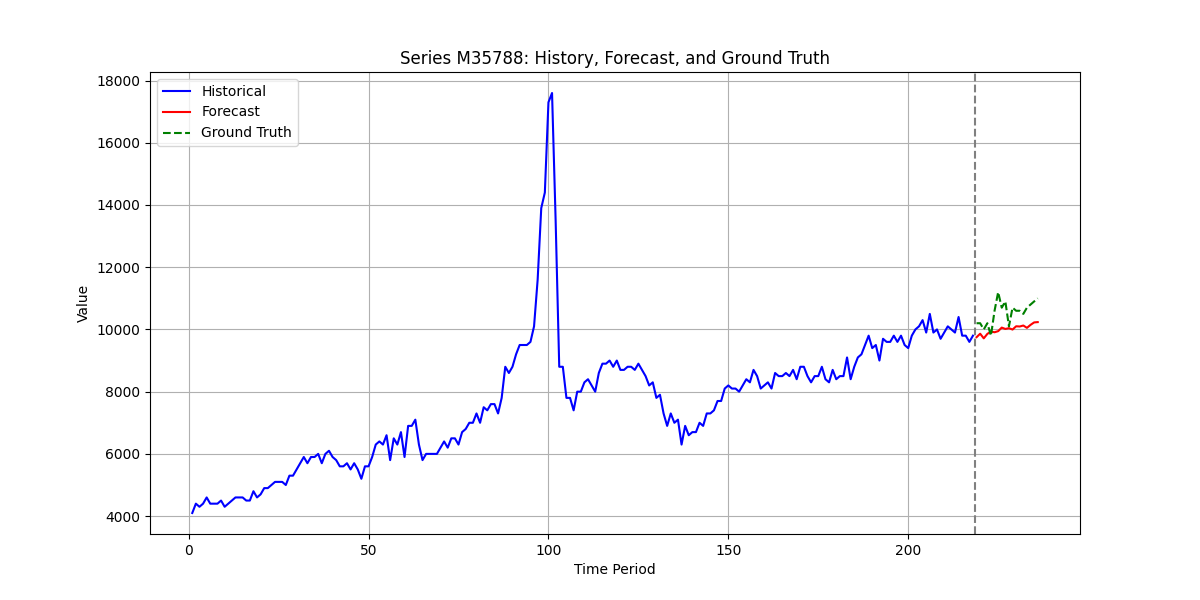 Series M35788: History, Forecast, and Ground Truth
Historical
Forecast
Ground Truth
Value
18000
16000
14000
12000
10000
8000
6000
4000
0
50
100
150
200
Time Period